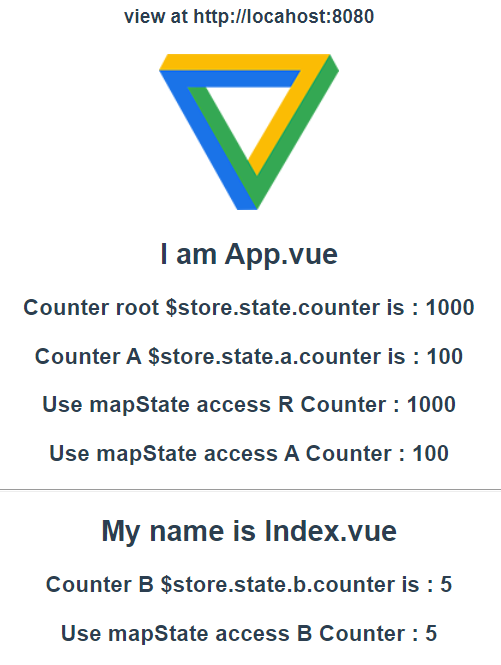 view at http://locahost:8080
I am App.vue
Counter root $store.state.counter is : 1000
Counter A $store.state.a.counter is : 100
Use mapState access R Counter : 1000
Use mapState access A Counter : 100
My name is Index.vue
Counter B $store.state.b.counter is : 5
Use mapState access B Counter : 5